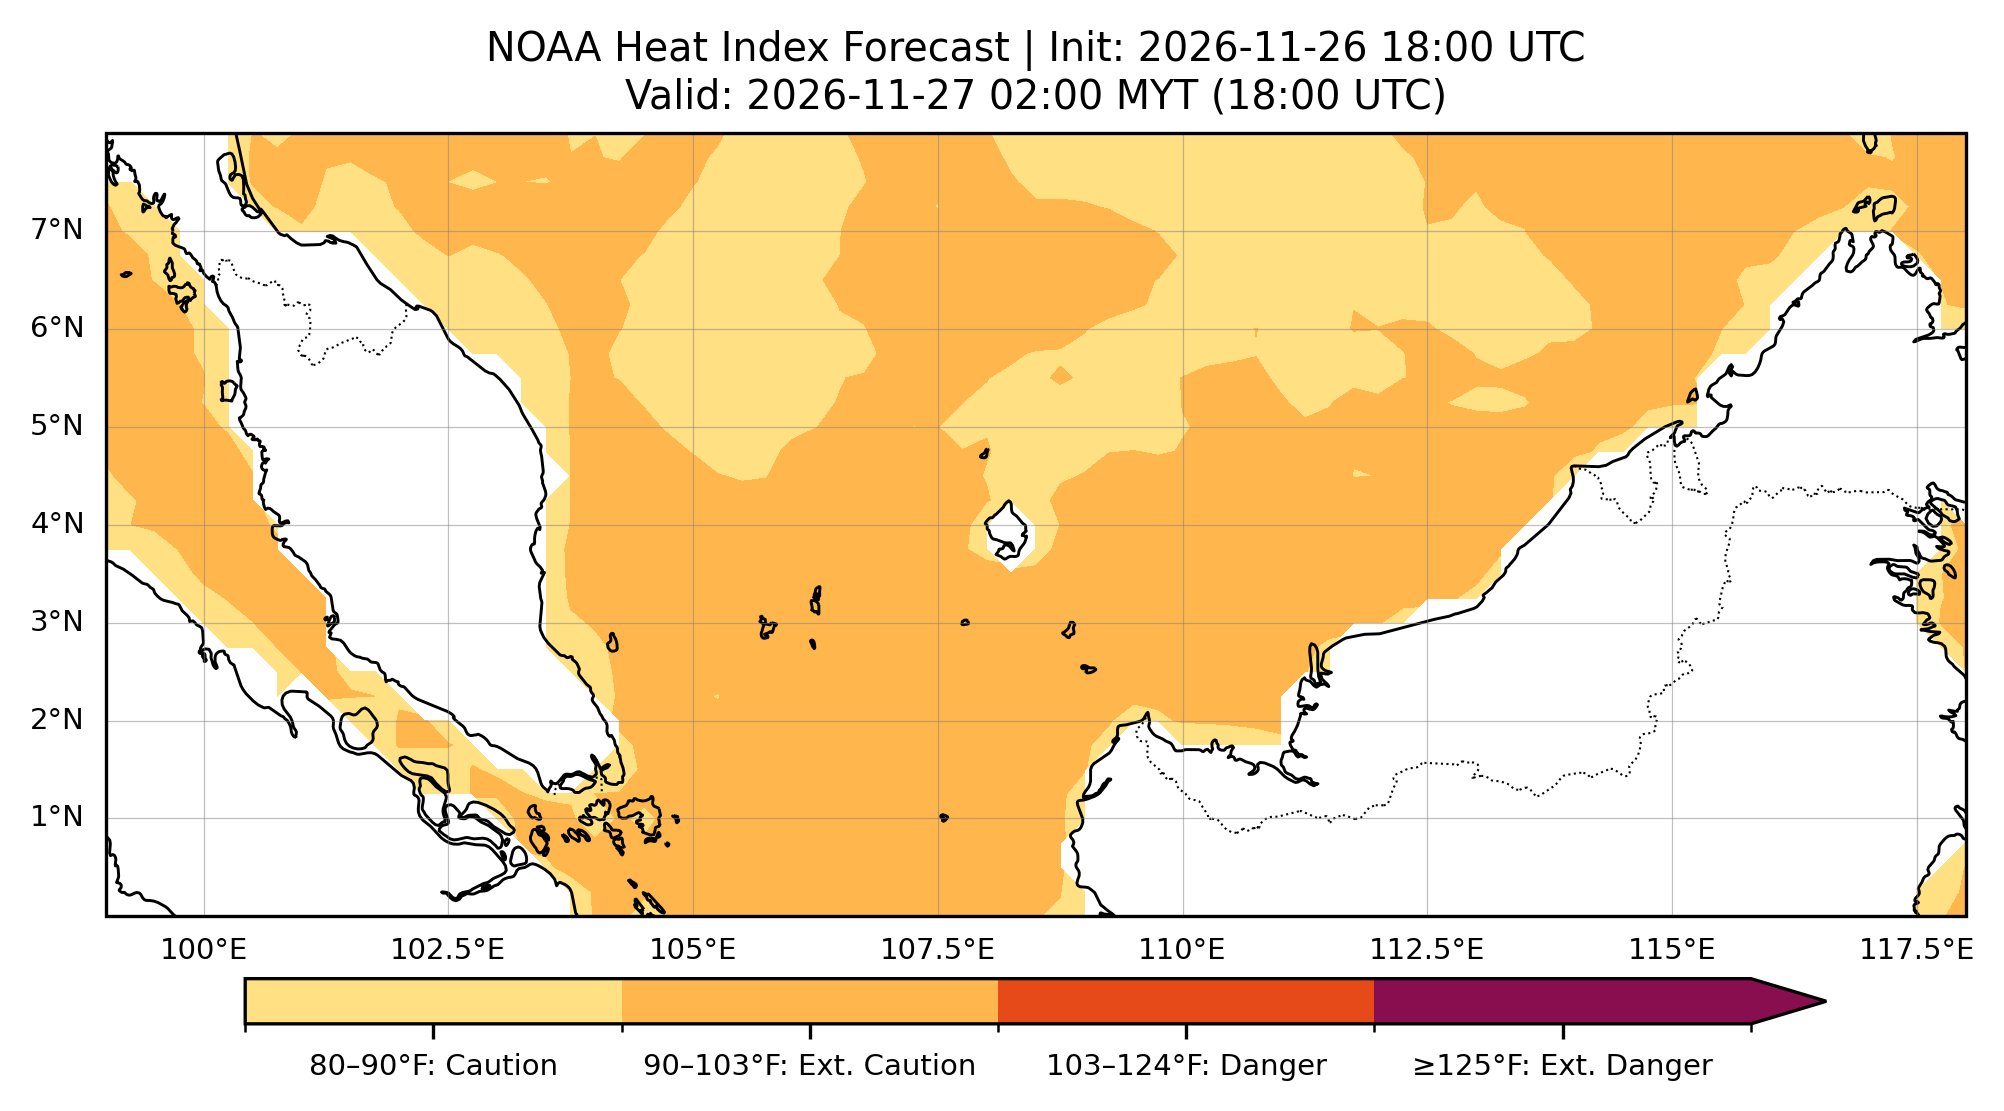 NOAA Heat Index Forecast | Init: 2026-11-26 18:00 UTC
Valid: 2026-11-27 02:00 MYT (18:00 UTC)
7°N
6°N
5°N
4°N
3°N
2°N
1°N
100°E
102.5°E
105°E
107.5°E
110°E
112.5°E
115°E
117.5°E
80–90°F: Caution
90–103°F: Ext. Caution
103–124°F: Danger
≥125°F: Ext. Danger